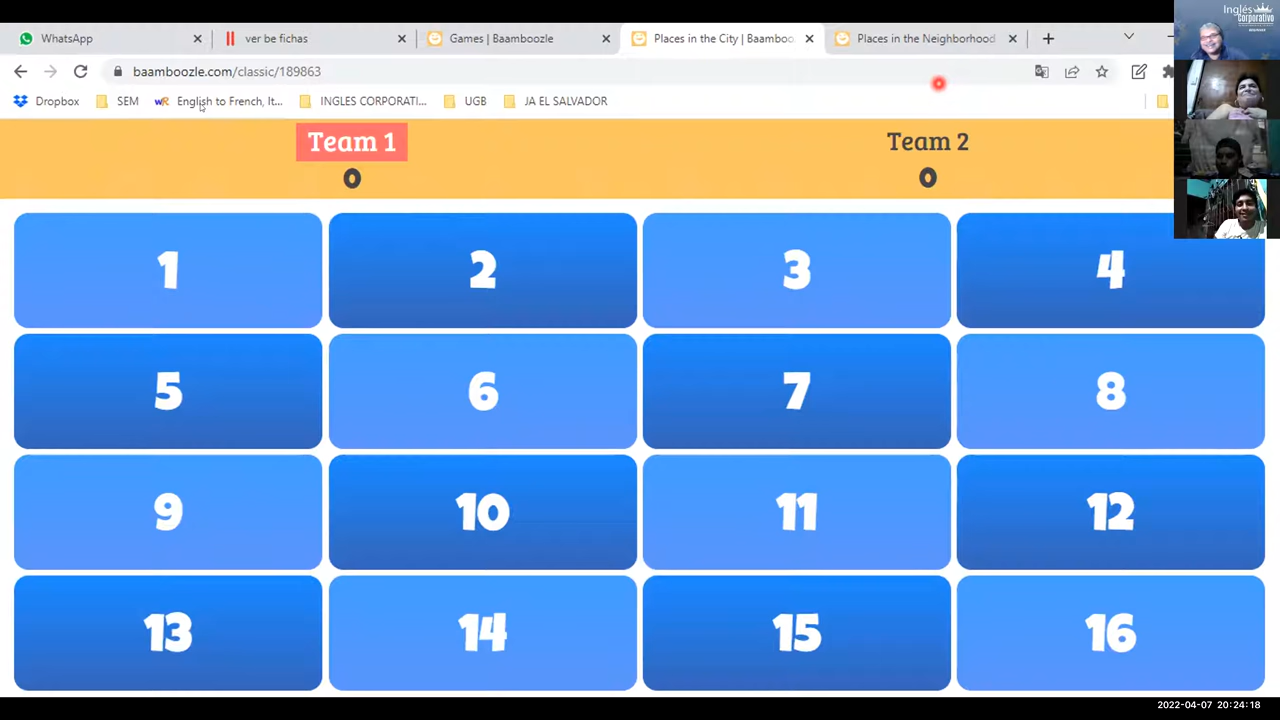 WhatsApp
ver be fichas
Games | Baamboozle
Places in the City | Baamboo
Places in the Neighborhood
baamboozle.com/classic/189863
Dropbox
SEM
wR English to French, It...
INGLES CORPORATI...
UGB
JA EL SALVADOR
Team 1
0
Team 2
0
1
2
3
4
5
6
7
8
9
10
11
12
13
14
15
16
Inglés
Corporativo
2022-04-07 20:24:18